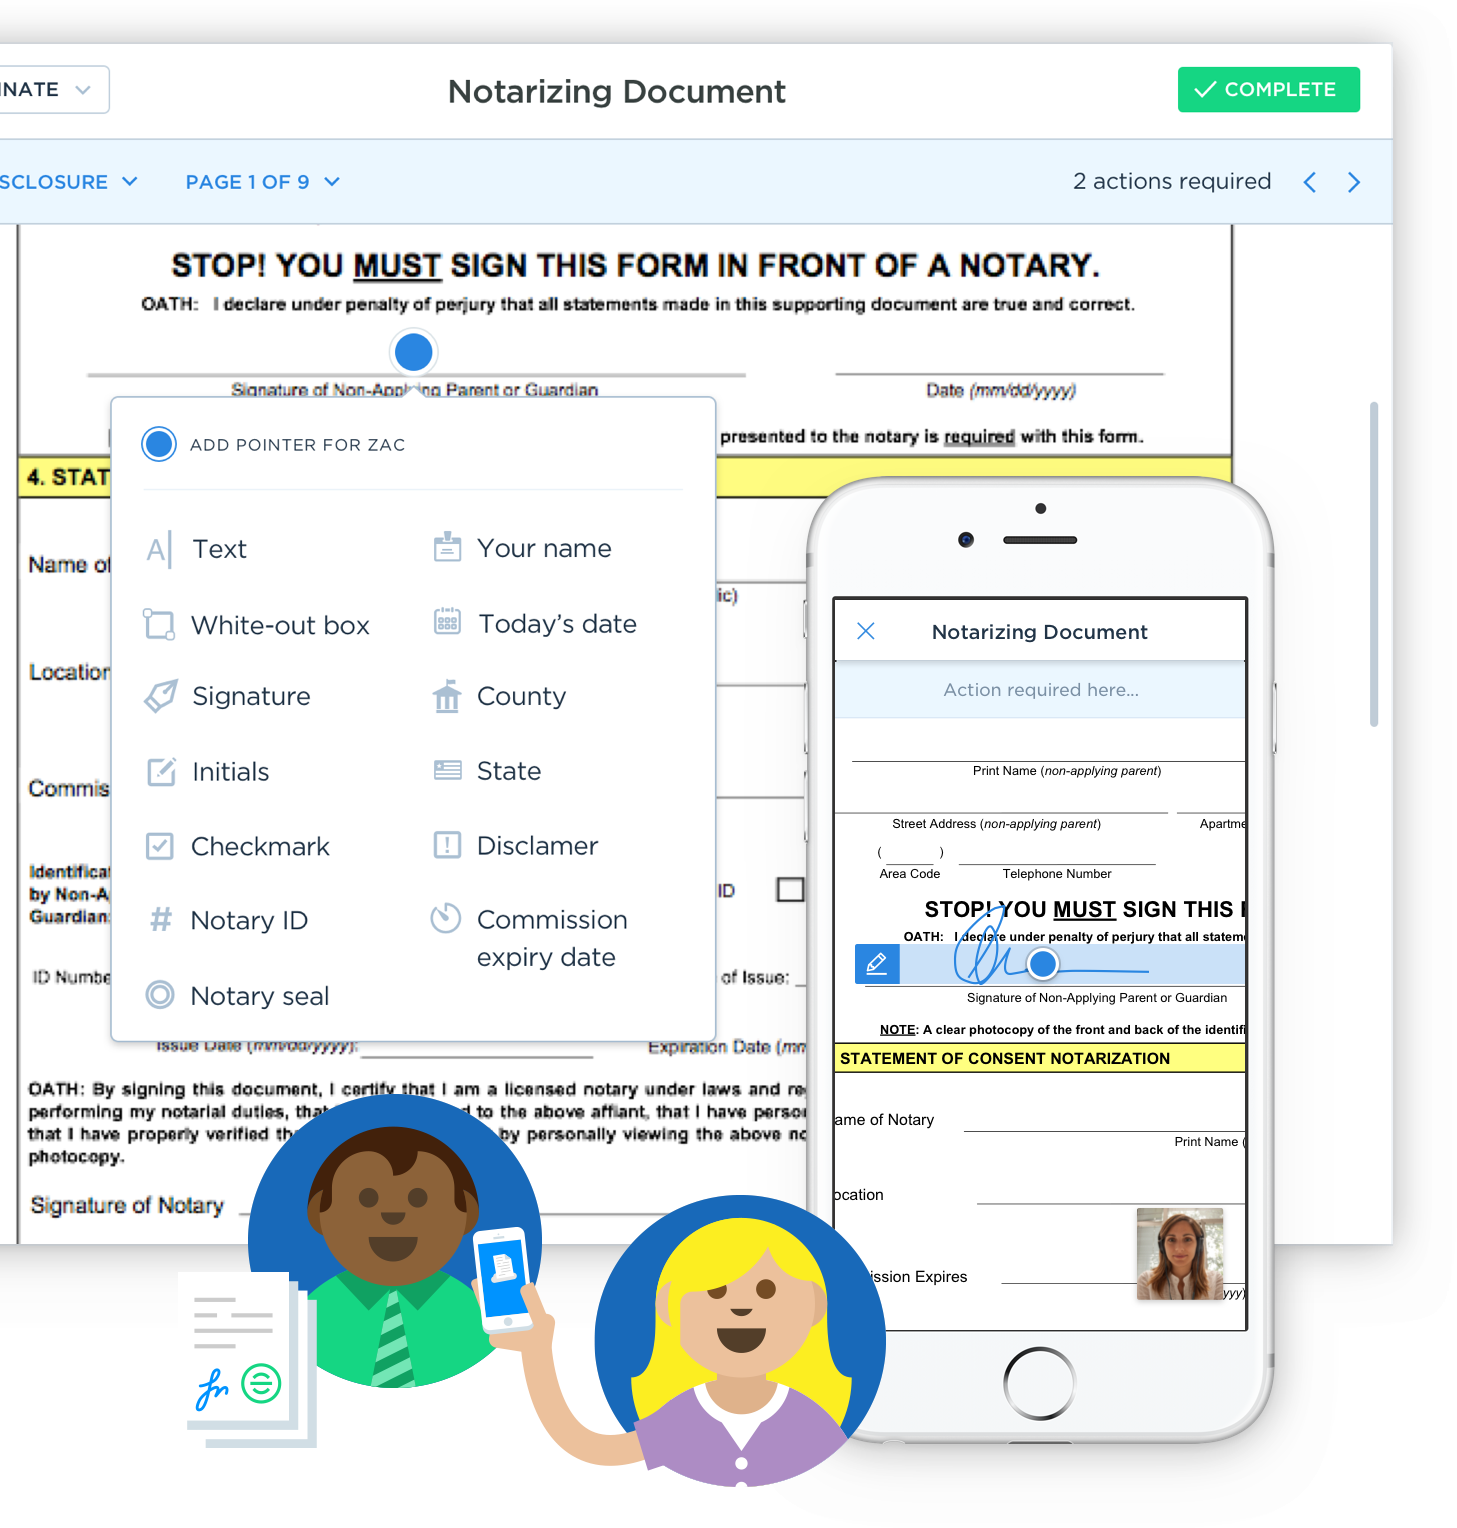 NATE
Notarizing Document
COMPLETE
SCLOSURE
PAGE 1 OF 9
2 actions required
STOP! YOU MUST SIGN THIS FORM IN FRONT OF A NOTARY.
OATH: I declare under penalty of perjury that all statements made in this supporting document are true and correct.
Signature of Non-Applying Parent or Guardian
Date (mm/dd/yyyy)
presented to the notary is required with this form.
4. STAT
ADD POINTER FOR ZAC
Text
White-out box
Signature
Initials
Checkmark
Notary ID
Notary seal
Your name
Today’s date
County
State
Disclamer
Commission
expiry date
Name of
ic)
Location
Commis
Identifica
by Non-A
Guardian:
ID
ID Numbe
of Issue:
Issue Date (mm/dd/yyyy):
Expiration Date (mm
OATH: By signing this document, I certify that I am a licensed notary under laws and re
performing my notarial duties, that d to the above affiant, that I have perso
that I have properly verified th by personally viewing the above no
photocopy.
Signature of Notary
Notarizing Document
Action required here...
Print Name (non-applying parent)
Street Address (non-applying parent)
Apartme
( )
Area Code
Telephone Number
STOP! YOU MUST SIGN THIS F
OATH: I declare under penalty of perjury that all statem
Signature of Non-Applying Parent or Guardian
NOTE: A clear photocopy of the front and back of the identifi
STATEMENT OF CONSENT NOTARIZATION
ame of Notary
Print Name (
ocation
ission Expires
yyy)